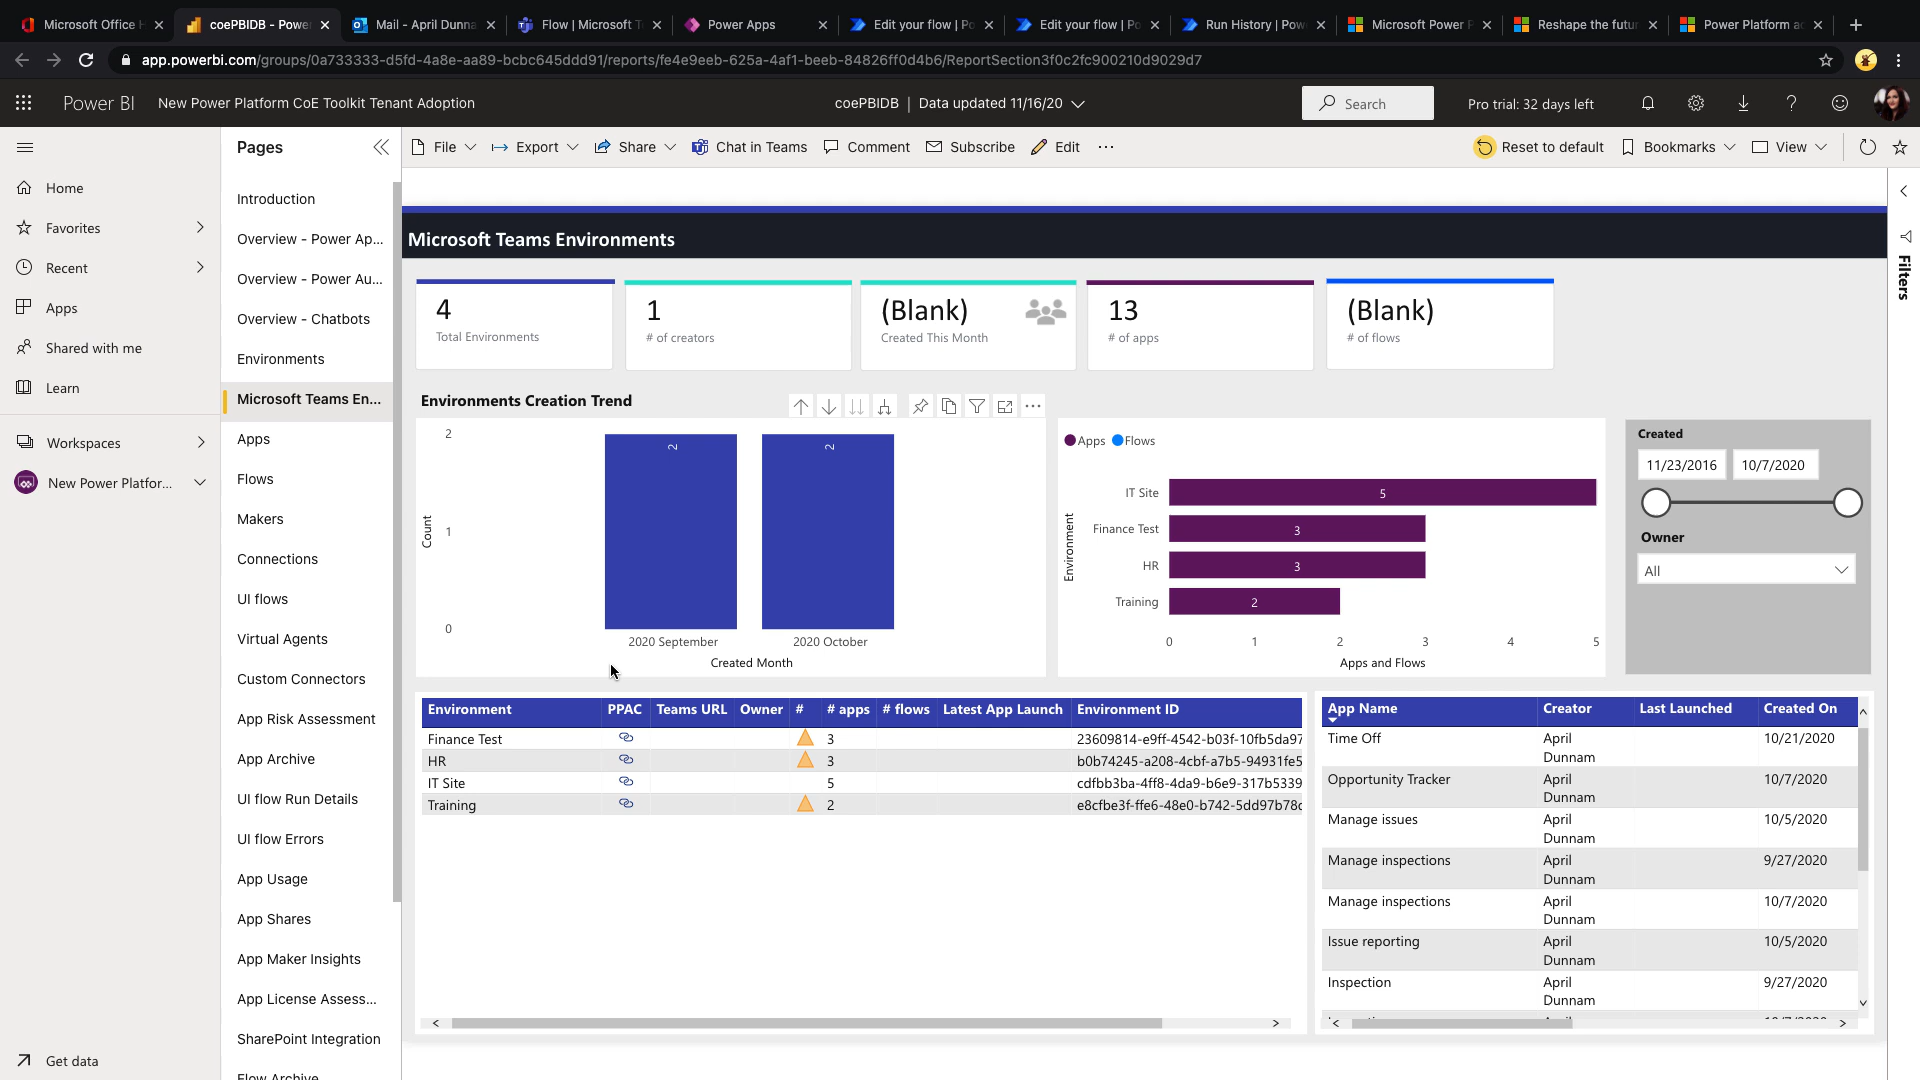 Microsoft Office H
coePBIDB - Power
Mail - April Dunna
Flow | Microsoft T
Power Apps
Edit your flow | Po
Edit your flow | Po
Run History | Pow
Microsoft Power P
Reshape the futur
Power Platform a
app.powerbi.com/groups/0a733333-d5fd-4a8e-aa89-bcbc645ddd91/reports/fe4e9eeb-625a-4af1-beeb-84826ff0d4b6/ReportSection3f0c2fc900210d9029d7
Power BI
New Power Platform CoE Toolkit Tenant Adoption
coePBIDB | Data updated 11/16/20
Search
Pro trial: 32 days left
Home
Favorites
Recent
Apps
Shared with me
Learn
Workspaces
New Power Platfor...
Get data
Pages
Introduction
Overview - Power Ap...
Overview - Power Au...
Overview - Chatbots
Environments
Microsoft Teams En...
Apps
Flows
Makers
Connections
UI flows
Virtual Agents
Custom Connectors
App Risk Assessment
App Archive
UI flow Run Details
UI flow Errors
App Usage
App Shares
App Maker Insights
App License Assess...
SharePoint Integration
Flow Archive
File
Export
Share
Chat in Teams
Comment
Subscribe
Edit
Reset to default
Bookmarks
View
Filters
Microsoft Teams Environments
4
Total Environments
1
# of creators
(Blank)
Created This Month
13
# of apps
(Blank)
# of flows
Environments Creation Trend
Count
2
1
0
2
2
2020 September
2020 October
Created Month
Apps Flows
Environment
IT Site 5
Finance Test 3
HR 3
Training 2
0 1 2 3 4 5
Apps and Flows
Created
11/23/2016 10/7/2020
Owner
All
Environment PPAC Teams URL Owner # # apps # flows Latest App Launch Environment ID
Finance Test 3 23609814-e9ff-4542-b03f-10fb5da97
HR 3 b0b74245-a208-4cbf-a7b5-94931fe5
IT Site 5 cdfbb3ba-4ff8-4da9-b6e9-317b5339
Training 2 e8cfbe3f-ffe6-48e0-b742-5dd97b78
App Name Creator Last Launched Created On
Time Off April Dunnam 10/21/2020
Opportunity Tracker April Dunnam 10/7/2020
Manage issues April Dunnam 10/5/2020
Manage inspections April Dunnam 9/27/2020
Manage inspections April Dunnam 10/7/2020
Issue reporting April Dunnam 10/5/2020
Inspection April Dunnam 9/27/2020